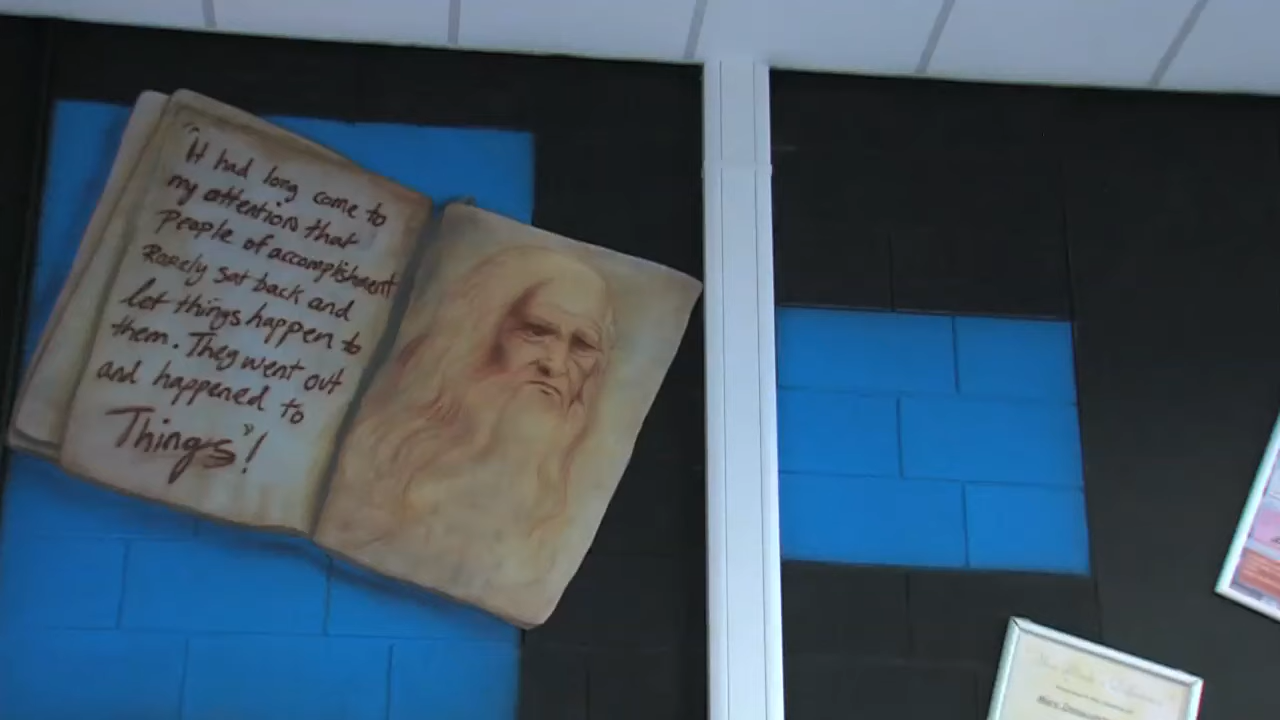 "It had long come to
my attention that
People of accomplishment
Rarely sat back and
let things happen to
them. They went out
and happened to
Things"!